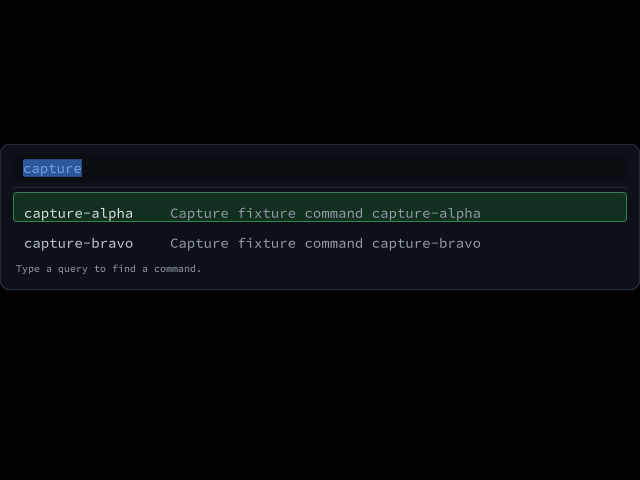 capture
capture-alpha Capture fixture command capture-alpha
capture-bravo Capture fixture command capture-bravo
Type a query to find a command.